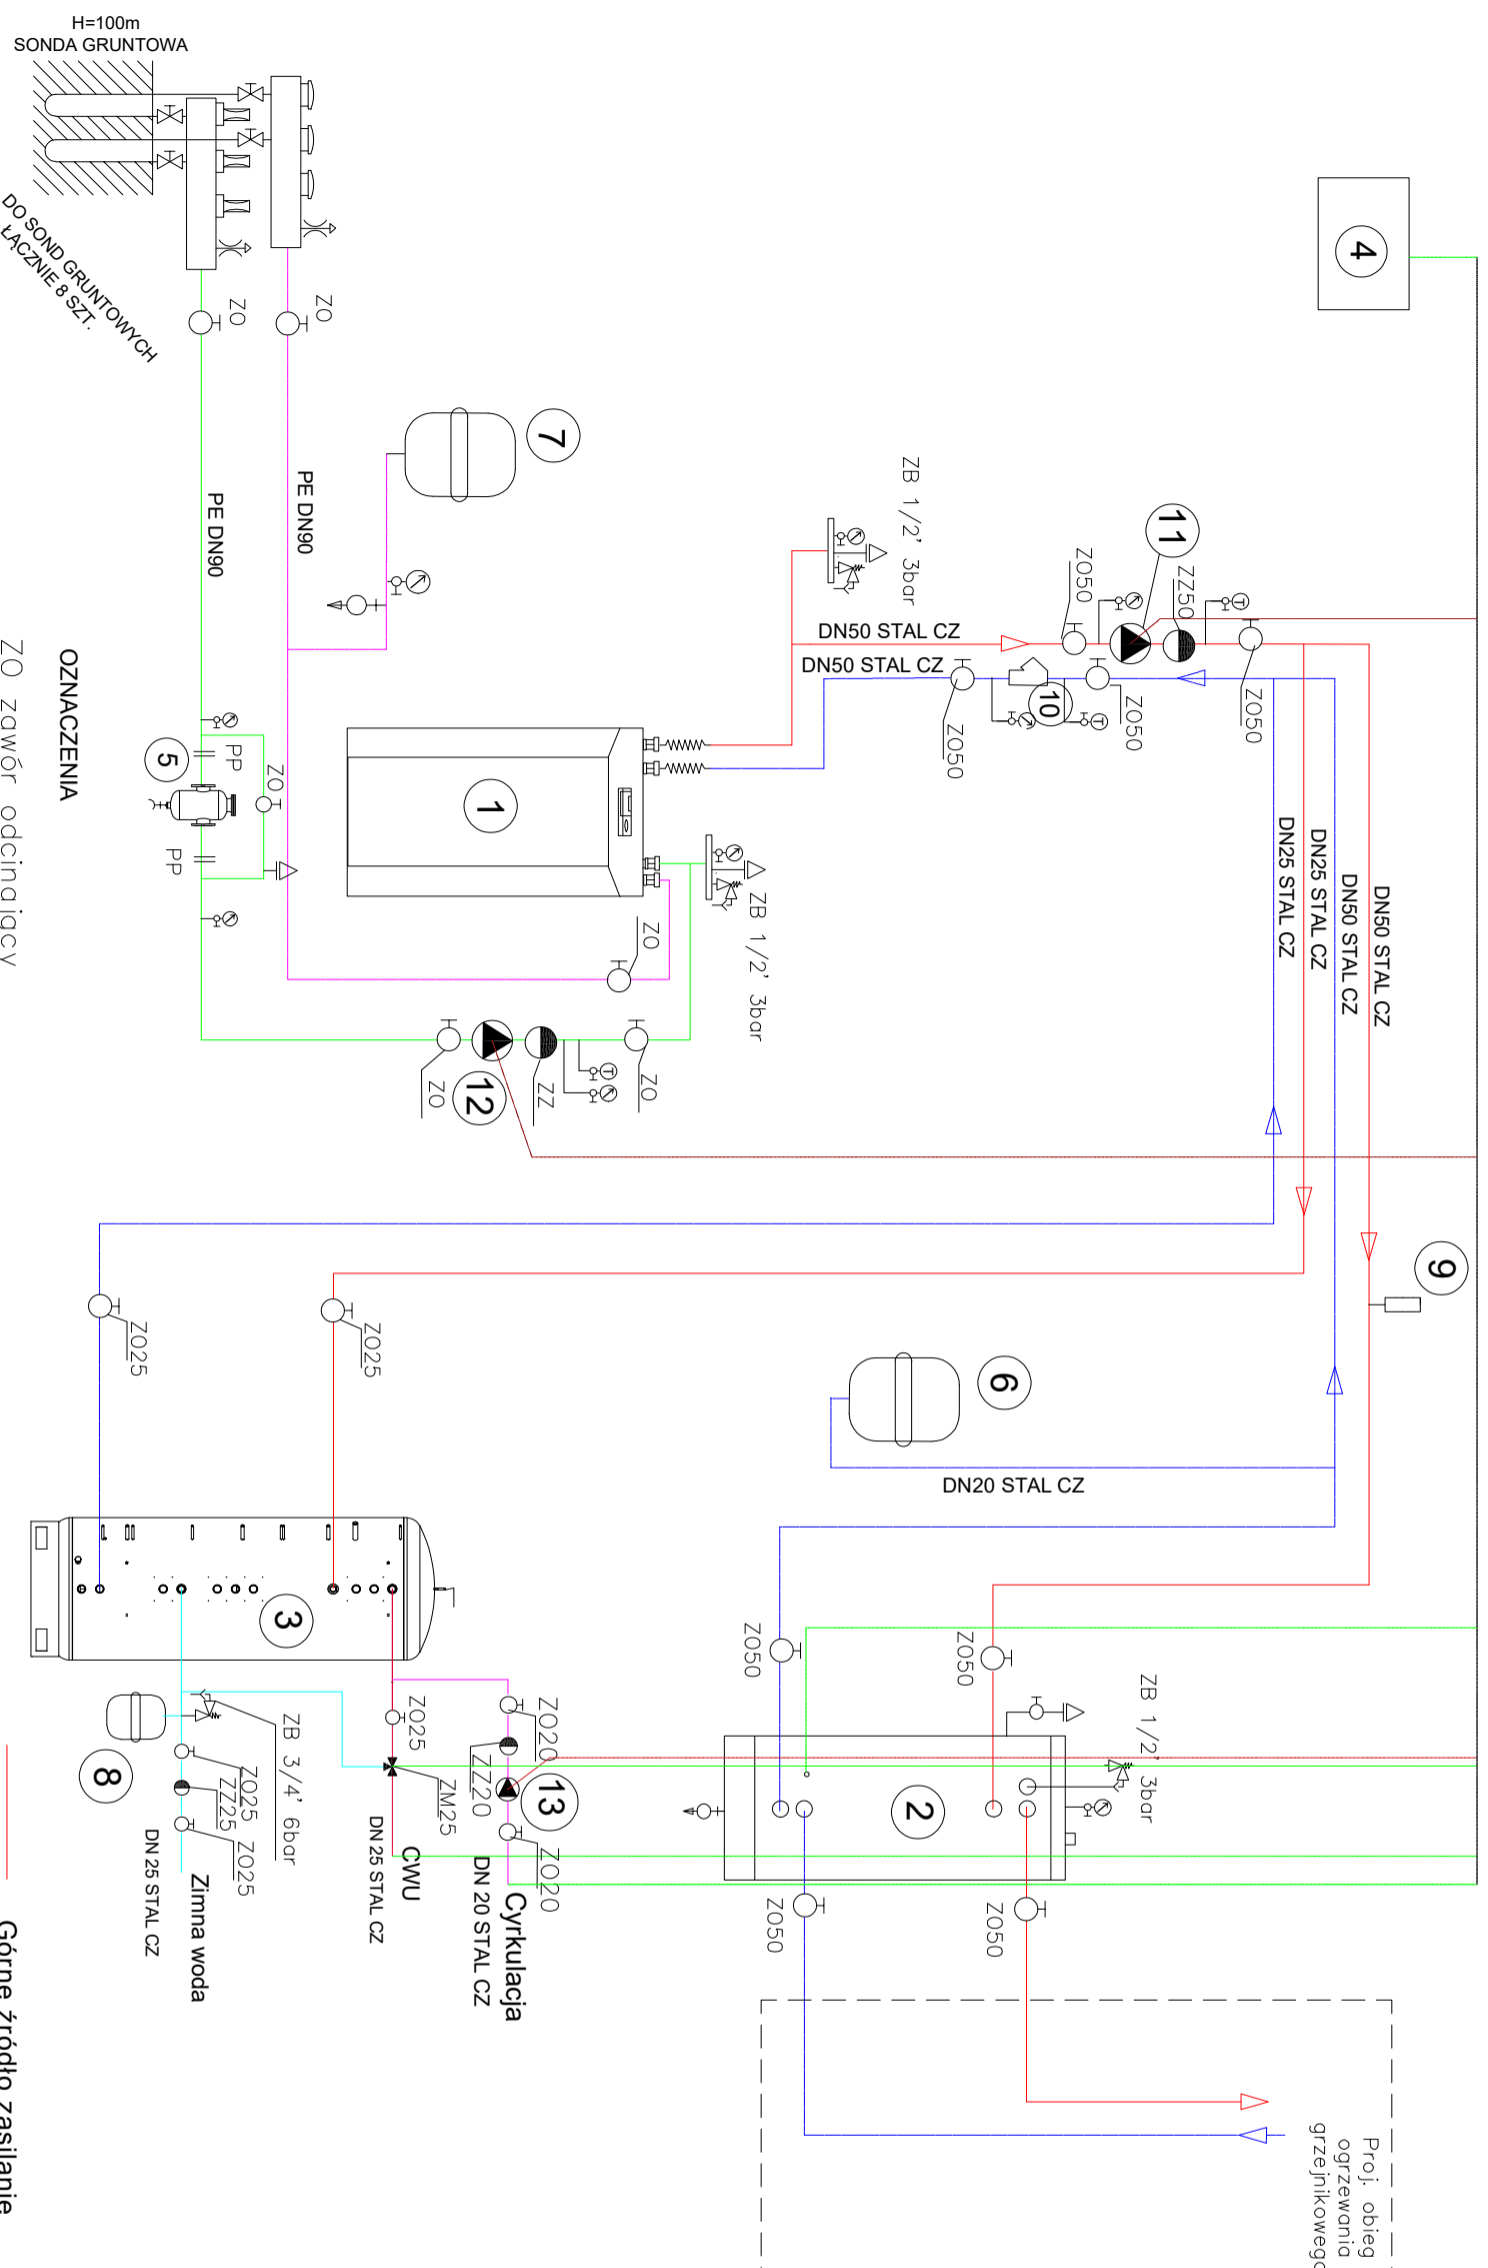 H=100m
SONDA GRUNTOWA
DO SOND GRUNTOWYCH
ŁĄCZNIE 8 SZT.
ZO
ZO
PE DN90
PE DN90
7
4
ZB 1/2' 3bar
11
ZO50
ZZ50
ZO50
DN50 STAL CZ
DN50 STAL CZ
10
ZO50
ZO50
1
ZB 1/2' 3bar
ZO
5
PP
PP
ZO
OZNACZENIA
ZO zawór odcinający
ZO
ZZ
12
ZO
DN50 STAL CZ
DN50 STAL CZ
DN25 STAL CZ
DN25 STAL CZ
9
6
DN20 STAL CZ
ZO25
ZO25
3
ZO50
ZO50
ZB 1/2' 3bar
2
ZO50
ZO50
ZO20
ZZ20
13
ZO20
ZO25
ZM25
Cyrkulacja
DN 20 STAL CZ
CWU
DN 25 STAL CZ
ZB 3/4' 6bar
8
ZO25
ZZ25
ZO25
Zimna woda
DN 25 STAL CZ
Proj. obieg
ogrzewania
grzejnikowego
Górne źródło zasilanie